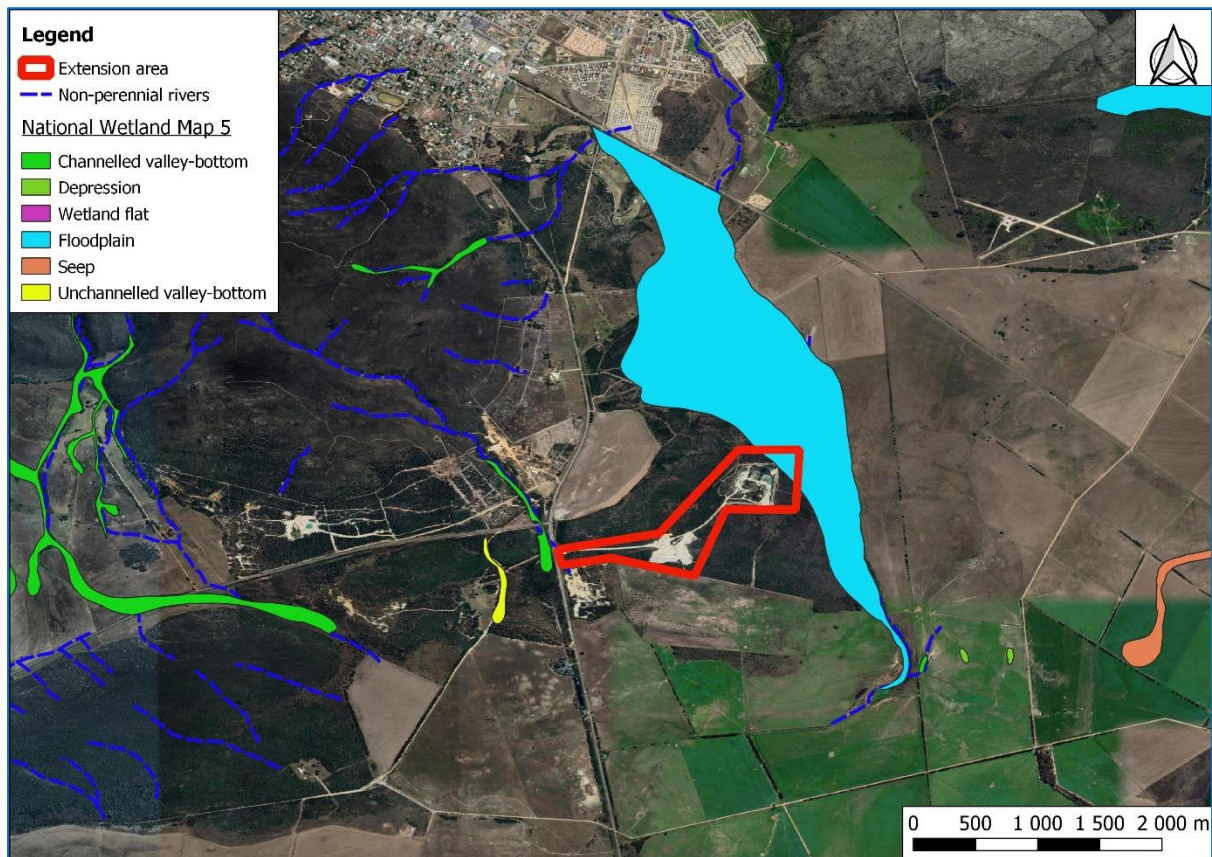 Legend
Extension area
Non-perennial rivers
National Wetland Map 5
Channelled valley-bottom
Depression
Wetland flat
Floodplain
Seep
Unchannelled valley-bottom
0 500 1 000 1 500 2 000 m